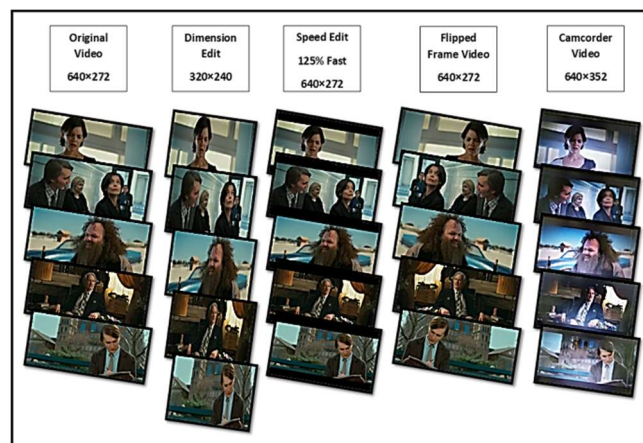 Original
Video
640×272
Dimension
Edit
320×240
Speed Edit
125% Fast
640×272
Flipped
Frame Video
640×272
Camcorder
Video
640×352